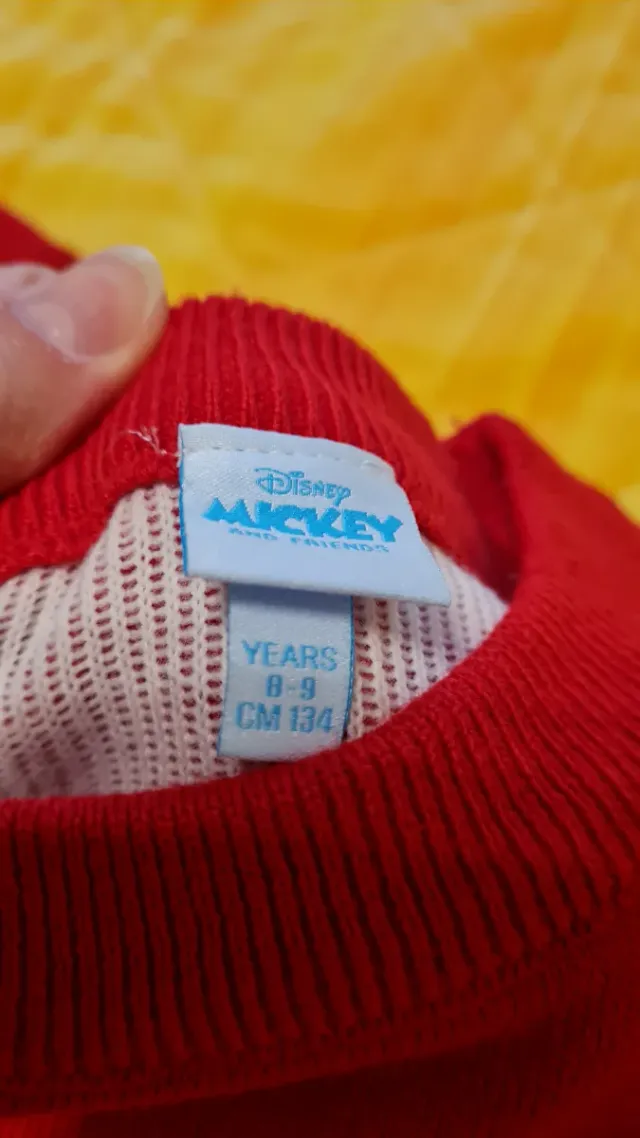 Disney
MICKEY
AND FRIENDS
YEARS
8-9
CM 134